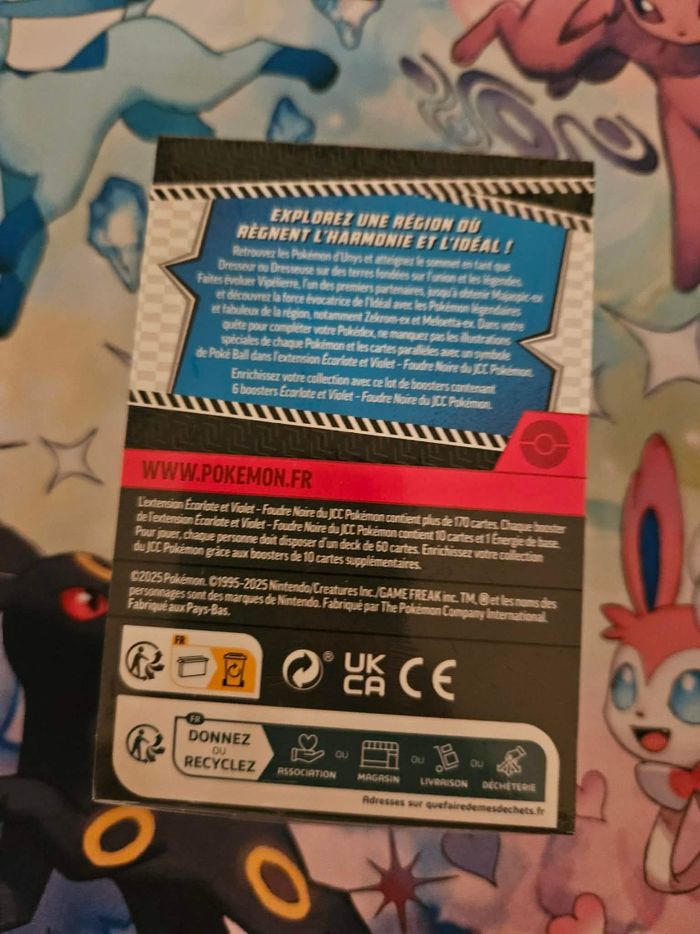 EXPLOREZ UNE RÉGION OÙ
RÈGNENT L'HARMONIE ET L'IDÉAL !
Retrouvez les Pokémon d'Unys et atteignez le sommet en tant que
Dresseur ou Dresseuse sur des terres fondées sur l'union et les légendes.
Faites évoluer Vipélierre, l'un des premiers partenaires, jusqu'à obtenir Majaspic-ex
et découvrez la force évocatrice de l'Idéal avec les Pokémon légendaires
et fabuleux de la région, notamment Zekrom-ex et Meloetta-ex. Dans votre
quête pour compléter votre Pokédex, ne manquez pas les illustrations
spéciales de chaque Pokémon et les cartes parallèles avec un symbole
de Poké Ball dans l'extension Écarlate et Violet – Foudre Noire du JCC Pokémon.
Enrichissez votre collection avec ce lot de boosters contenant
6 boosters Écarlate et Violet – Foudre Noire du JCC Pokémon.
WWW.POKEMON.FR
L'extension Écarlate et Violet – Foudre Noire du JCC Pokémon contient plus de 170 cartes. Chaque booster
de l'extension Écarlate et Violet – Foudre Noire du JCC Pokémon contient 10 cartes et 1 Énergie de base.
Pour jouer, chaque personne doit disposer d'un deck de 60 cartes. Enrichissez votre collection
du JCC Pokémon grâce aux boosters de 10 cartes supplémentaires.
©2025 Pokémon. ©1995-2025 Nintendo/Creatures Inc./GAME FREAK inc. TM, ® et les noms des
personnages sont des marques de Nintendo. Fabriqué par The Pokémon Company International.
Fabriqué aux Pays-Bas.
FR
® UK CA CE
FR
DONNEZ
OU
RECYCLEZ
ASSOCIATION OU MAGASIN OU LIVRAISON OU DÉCHÈTERIE
Adresses sur quefairedemesdechets.fr